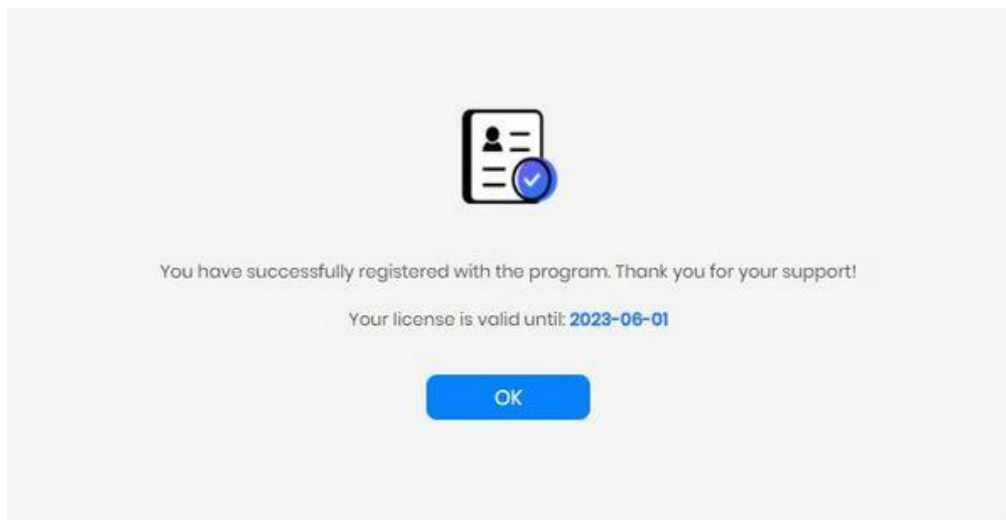 You have successfully registered with the program. Thank you for your support!
Your license is valid until: 2023-06-01
OK